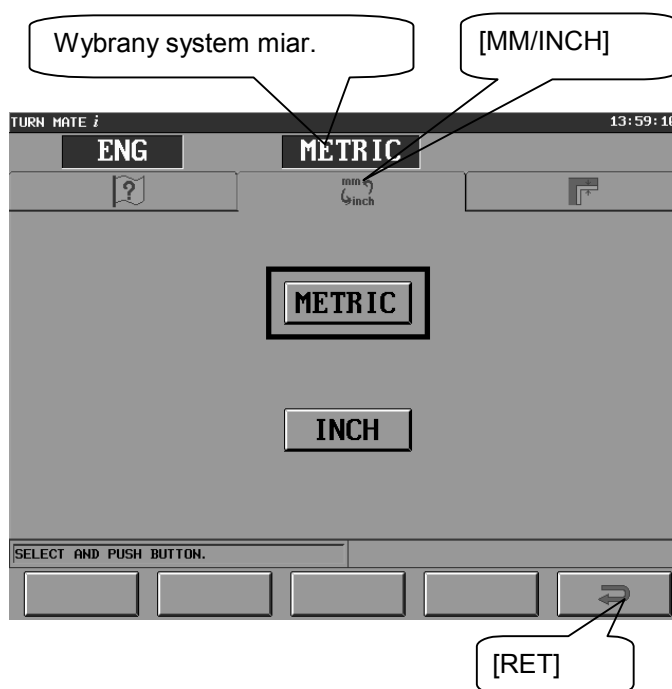 Wybrany system miar.
[MM/INCH]
TURN MATE i
13:59:16
ENG
METRIC
?
mm
inch
METRIC
INCH
SELECT AND PUSH BUTTON.
[RET]